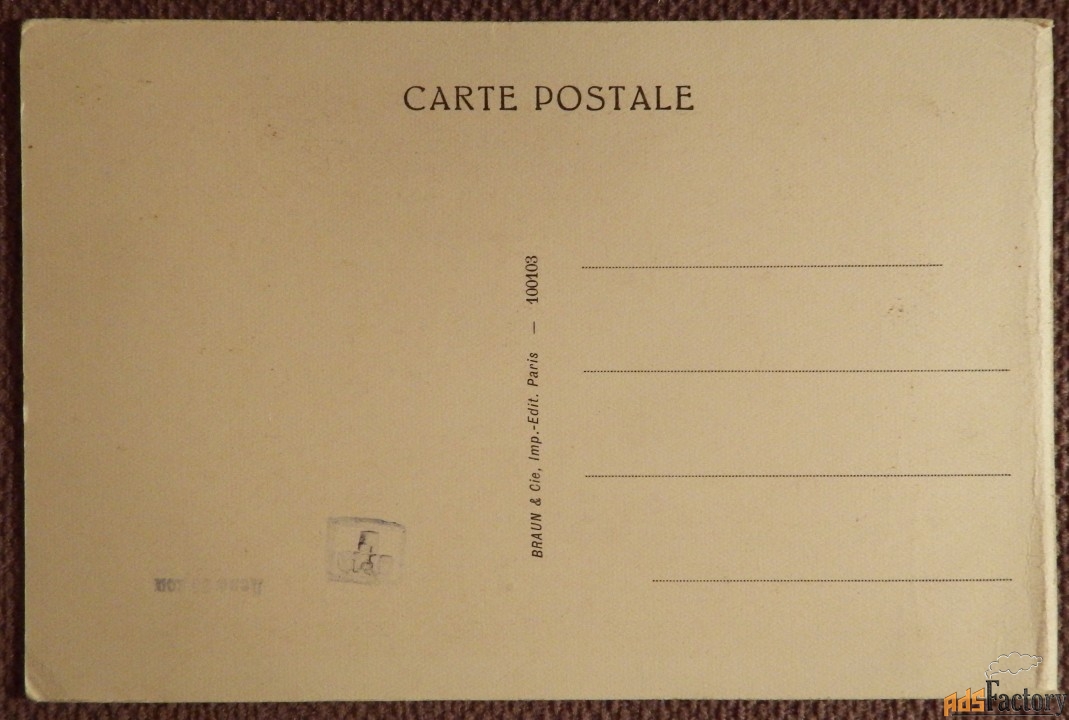 CARTE POSTALE
BRAUN & Cie, Imp.-Edit. Paris — 100103
adsFactory